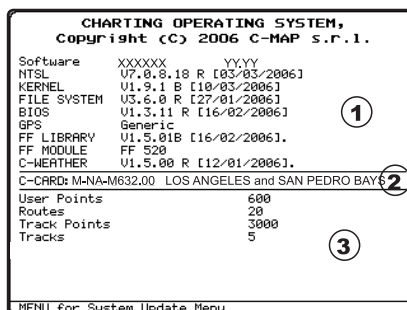 CHARTING OPERATING SYSTEM,
Copyright (C) 2006 C-MAP s.r.l.
Software XXXXXX YY.YY
NTSL V7.0.8.18 R [03/03/2006]
KERNEL V1.9.1 B [10/03/2006]
FILE SYSTEM V3.6.0 R [27/01/2006]
BIOS V1.3.11 R [16/02/2006]
GPS Generic
FF LIBRARY V1.5.01B [16/02/2006].
FF MODULE FF 520
C-WEATHER V1.5.00 R [12/01/2006].
1
C-CARD: M-NA-M632.00 LOS ANGELES and SAN PEDRO BAYS
2
User Points 600
Routes 20
Track Points 3000
Tracks 5
3
MENU for System Update Menu